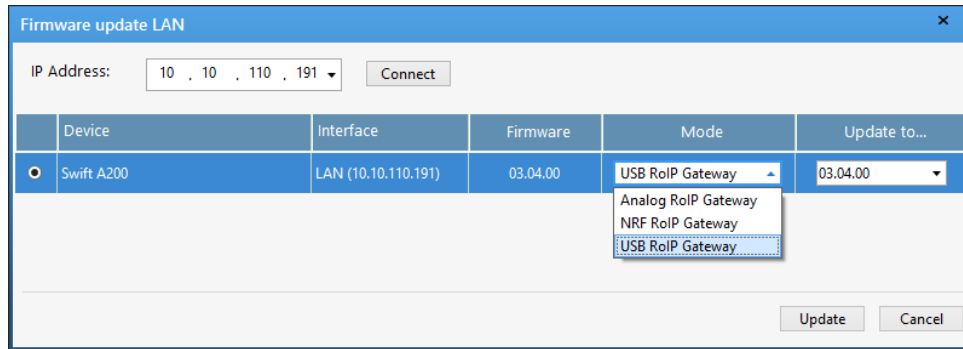 Firmware update LAN ×
IP Address: 10 . 10 . 110 . 191 Connect
Device Interface Firmware Mode Update to...
Swift A200 LAN (10.10.110.191) 03.04.00 USB RoIP Gateway 03.04.00
Analog RoIP Gateway
NRF RoIP Gateway
USB RoIP Gateway
Update Cancel